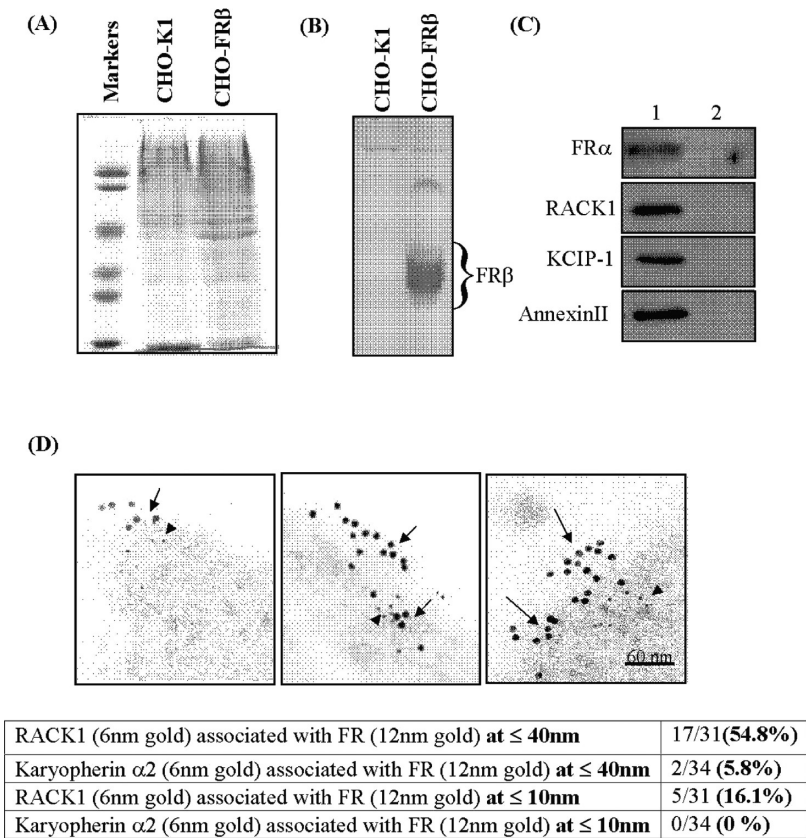 (A)
Markers
CHO-K1
CHO-FRβ
(B)
CHO-K1
CHO-FRβ
FRβ
(C)
1 2
FRα
RACK1
KCIP-1
AnnexinII
(D)
60 nm
RACK1 (6nm gold) associated with FR (12nm gold) at ≤ 40nm 17/31(54.8%)
Karyopherin α2 (6nm gold) associated with FR (12nm gold) at ≤ 40nm 2/34 (5.8%)
RACK1 (6nm gold) associated with FR (12nm gold) at ≤ 10nm 5/31 (16.1%)
Karyopherin α2 (6nm gold) associated with FR (12nm gold) at ≤ 10nm 0/34 (0 %)